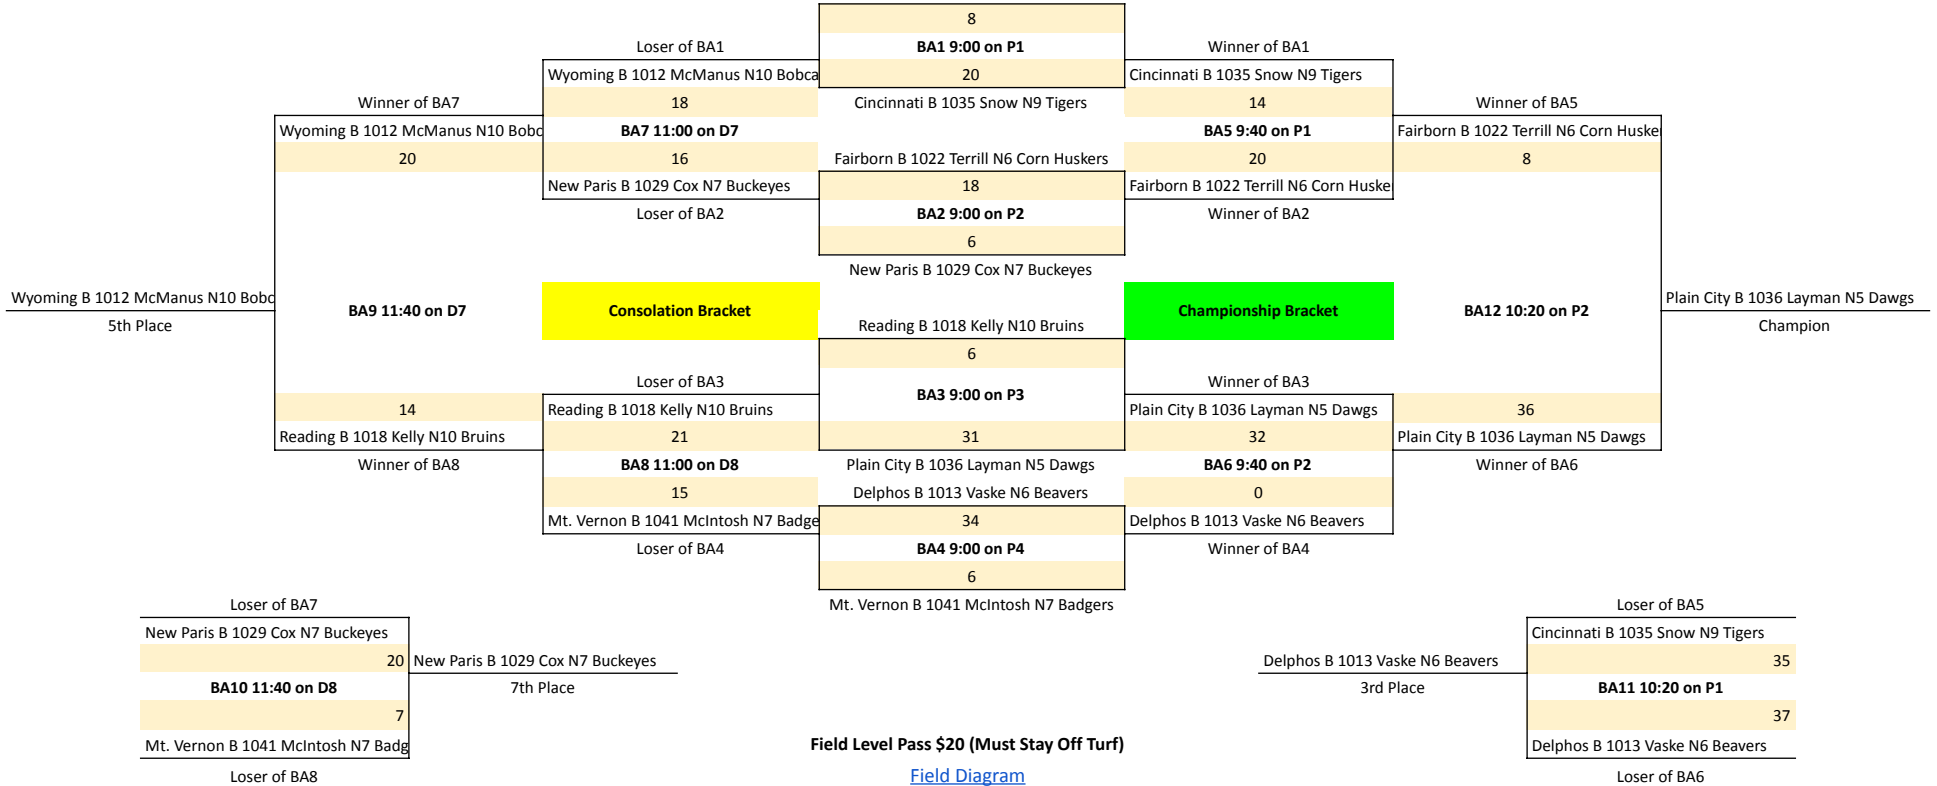 8
Loser of BA1
BA1 9:00 on P1
Winner of BA1
Wyoming B 1012 McManus N10 Bobca
20
Cincinnati B 1035 Snow N9 Tigers
Winner of BA7
18
Cincinnati B 1035 Snow N9 Tigers
14
Winner of BA5
Wyoming B 1012 McManus N10 Bobc
BA7 11:00 on D7
BA5 9:40 on P1
Fairborn B 1022 Terrill N6 Corn Husker
20
16
Fairborn B 1022 Terrill N6 Corn Huskers
20
8
New Paris B 1029 Cox N7 Buckeyes
18
Fairborn B 1022 Terrill N6 Corn Huske
Loser of BA2
BA2 9:00 on P2
Winner of BA2
6
New Paris B 1029 Cox N7 Buckeyes
Wyoming B 1012 McManus N10 Bobc
5th Place
BA9 11:40 on D7
Consolation Bracket
Reading B 1018 Kelly N10 Bruins
Championship Bracket
BA12 10:20 on P2
Plain City B 1036 Layman N5 Dawgs
Champion
6
Loser of BA3
BA3 9:00 on P3
Winner of BA3
14
Reading B 1018 Kelly N10 Bruins
Plain City B 1036 Layman N5 Dawgs
36
Reading B 1018 Kelly N10 Bruins
21
31
32
Plain City B 1036 Layman N5 Dawgs
Winner of BA8
BA8 11:00 on D8
Plain City B 1036 Layman N5 Dawgs
BA6 9:40 on P2
Winner of BA6
15
Delphos B 1013 Vaske N6 Beavers
0
Mt. Vernon B 1041 McIntosh N7 Badge
34
Delphos B 1013 Vaske N6 Beavers
Loser of BA4
BA4 9:00 on P4
Winner of BA4
6
Mt. Vernon B 1041 McIntosh N7 Badgers
Loser of BA7
New Paris B 1029 Cox N7 Buckeyes
20
New Paris B 1029 Cox N7 Buckeyes
BA10 11:40 on D8
7th Place
7
Mt. Vernon B 1041 McIntosh N7 Badg
Loser of BA8
Loser of BA5
Cincinnati B 1035 Snow N9 Tigers
Delphos B 1013 Vaske N6 Beavers
35
3rd Place
BA11 10:20 on P1
37
Delphos B 1013 Vaske N6 Beavers
Loser of BA6
Field Level Pass $20 (Must Stay Off Turf)
Field Diagram